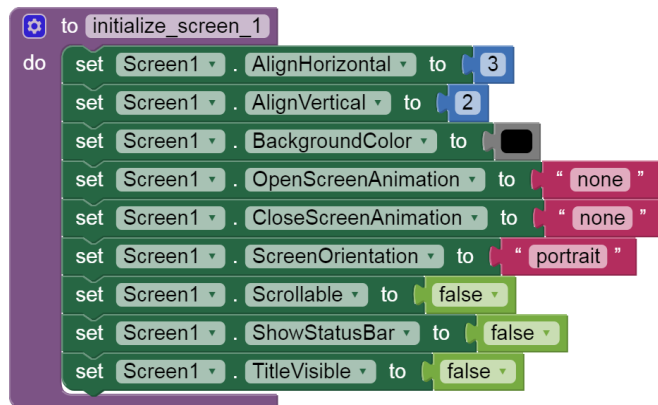 to initialize_screen_1
do set Screen1 . AlignHorizontal to 3
set Screen1 . AlignVertical to 2
set Screen1 . BackgroundColor to
set Screen1 . OpenScreenAnimation to “ none ”
set Screen1 . CloseScreenAnimation to “ none ”
set Screen1 . ScreenOrientation to “ portrait ”
set Screen1 . Scrollable to false
set Screen1 . ShowStatusBar to false
set Screen1 . TitleVisible to false